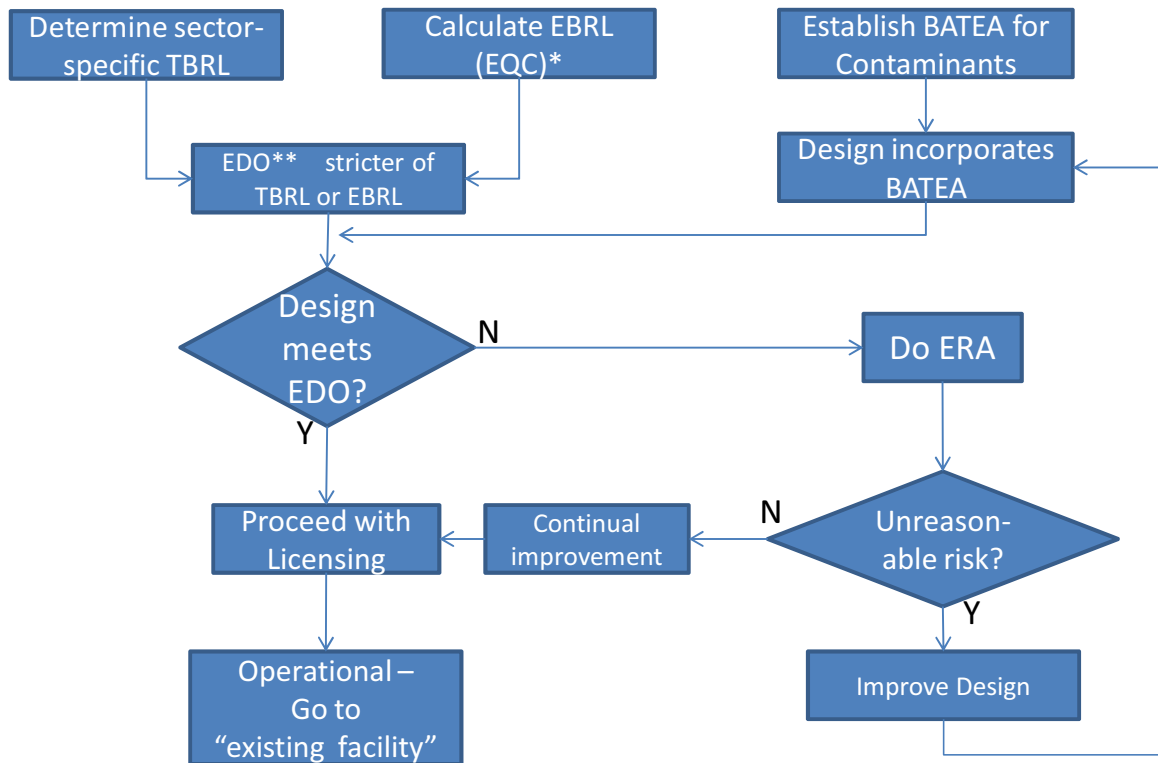 Determine sector-
specific TBRL
Calculate EBRL
(EQC)*
Establish BATEA for
Contaminants
EDO** stricter of
TBRL or EBRL
Design incorporates
BATEA
Design
meets
EDO?
N
Do ERA
Y
Proceed with
Licensing
Continual
improvement
N
Unreason-
able risk?
Y
Operational –
Go to
“existing facility”
Improve Design